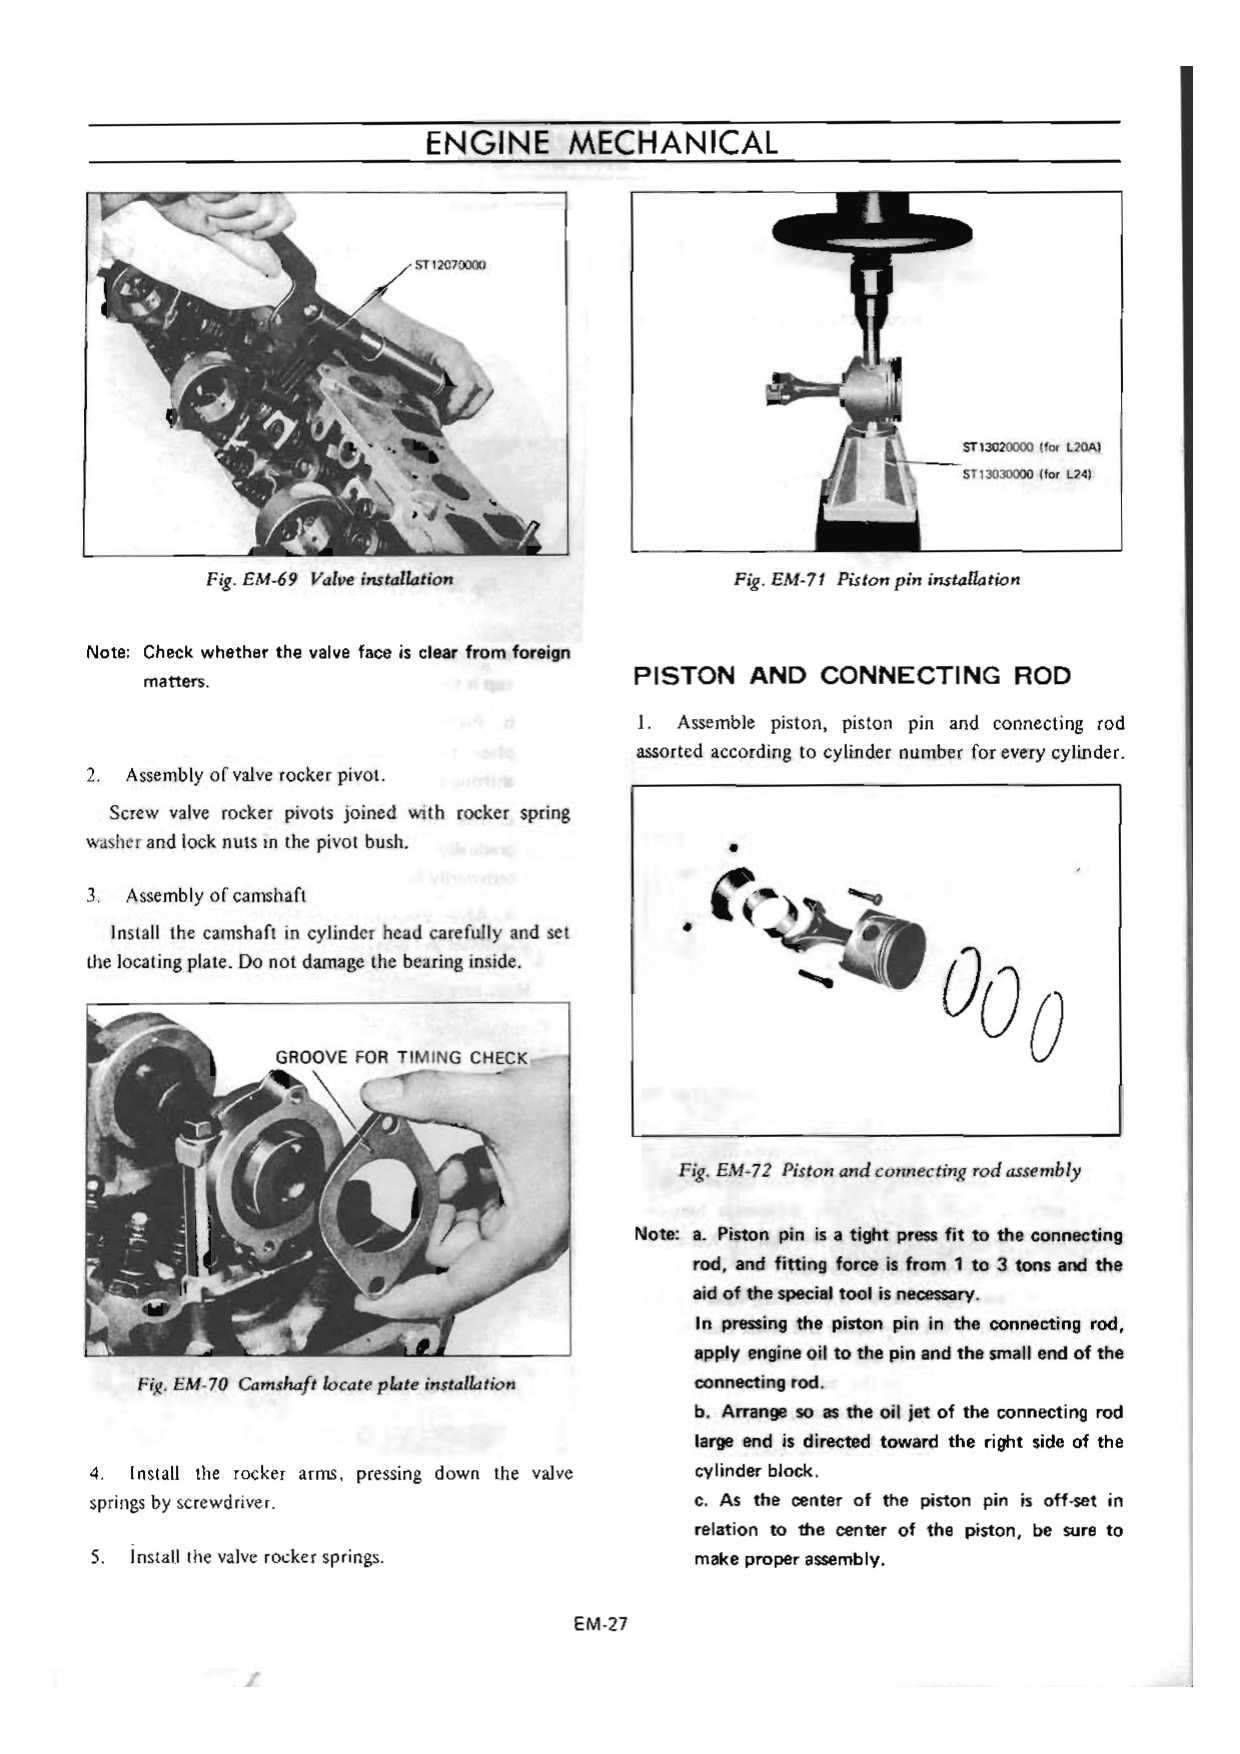 ENGINE MECHANICAL
ST12070000
Fig. EM-69 Valve installation
Note: Check whether the valve face is clear from foreign
matters.
2. Assembly of valve rocker pivot.
Screw valve rocker pivots joined with rocker spring
washer and lock nuts in the pivot bush.
3. Assembly of camshaft
Install the camshaft in cylinder head carefully and set
the locating plate. Do not damage the bearing inside.
GROOVE FOR TIMING CHECK
Fig. EM-70 Camshaft locate plate installation
4. Install the rocker arms, pressing down the valve
springs by screwdriver.
5. Install the valve rocker springs.
ST13020000 (for L20A)
ST13030000 (for L24)
Fig. EM-71 Piston pin installation
PISTON AND CONNECTING ROD
1. Assemble piston, piston pin and connecting rod
assorted according to cylinder number for every cylinder.
Fig. EM-72 Piston and connecting rod assembly
Note: a. Piston pin is a tight press fit to the connecting
rod, and fitting force is from 1 to 3 tons and the
aid of the special tool is necessary.
In pressing the piston pin in the connecting rod,
apply engine oil to the pin and the small end of the
connecting rod.
b. Arrange so as the oil jet of the connecting rod
large end is directed toward the right side of the
cylinder block.
c. As the center of the piston pin is off-set in
relation to the center of the piston, be sure to
make proper assembly.
EM-27